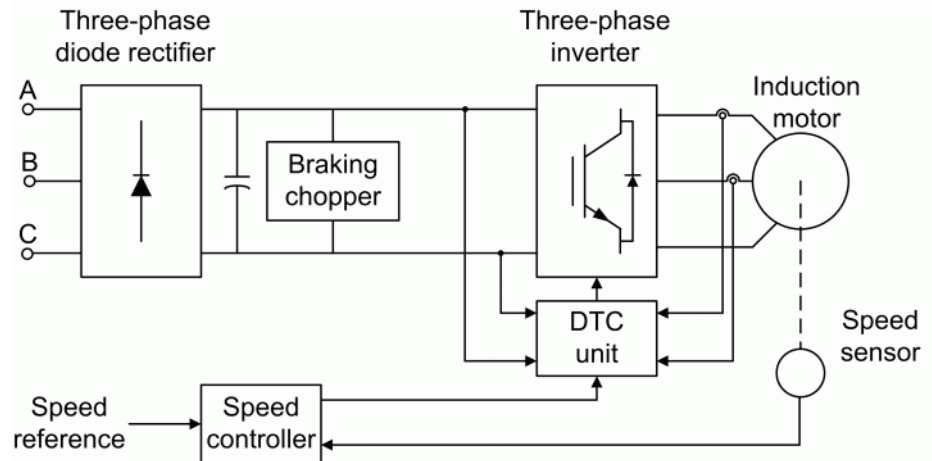 Three-phase
diode rectifier
Three-phase
inverter
A
B
C
Braking
chopper
Induction
motor
DTC
unit
Speed
sensor
Speed
reference
Speed
controller